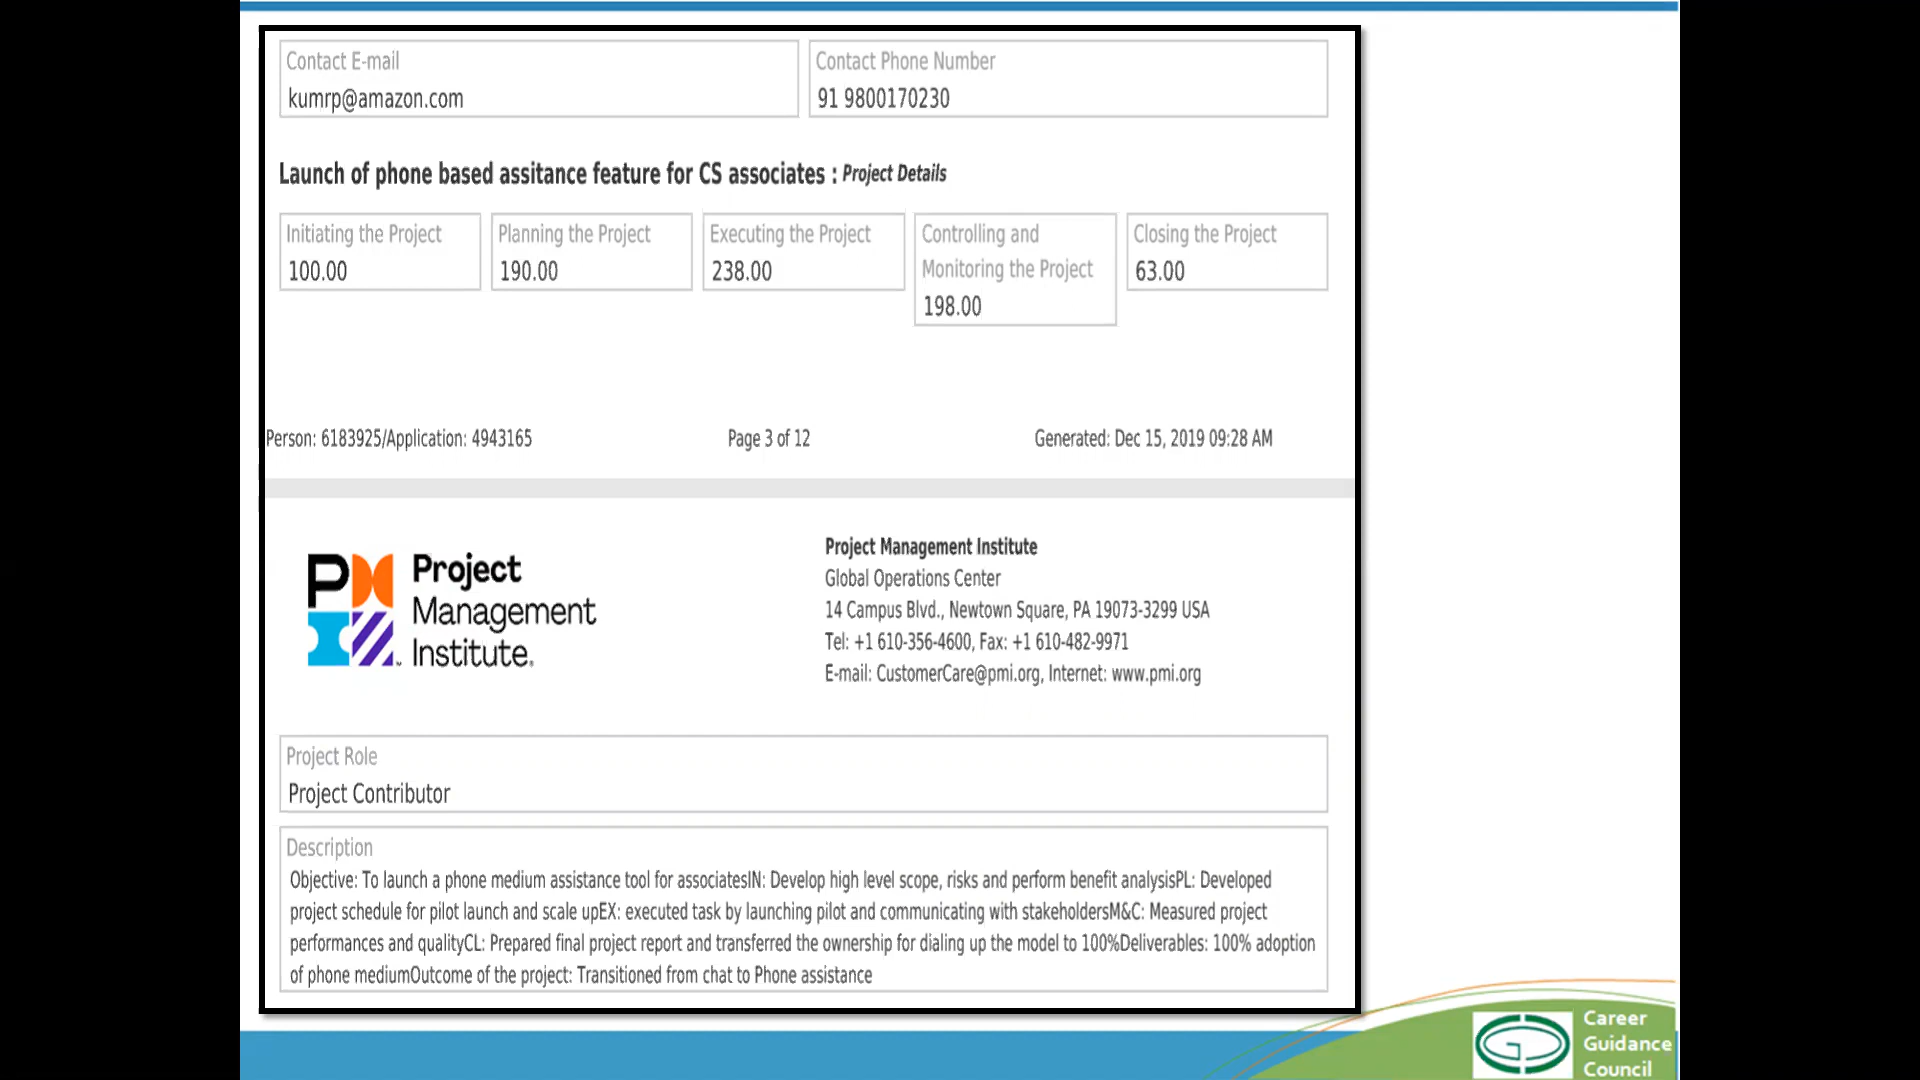 Contact E-mail
kumrp@amazon.com
Contact Phone Number
91 9800170230
Launch of phone based assitance feature for CS associates : Project Details
Initiating the Project
100.00
Planning the Project
190.00
Executing the Project
238.00
Controlling and
Monitoring the Project
198.00
Closing the Project
63.00
Person: 6183925/Application: 4943165
Page 3 of 12
Generated: Dec 15, 2019 09:28 AM
Project
Management
Institute.
Project Management Institute
Global Operations Center
14 Campus Blvd., Newtown Square, PA 19073-3299 USA
Tel: +1 610-356-4600, Fax: +1 610-482-9971
E-mail: CustomerCare@pmi.org, Internet: www.pmi.org
Project Role
Project Contributor
Description
Objective: To launch a phone medium assistance tool for associatesIN: Develop high level scope, risks and perform benefit analysisPL: Developed
project schedule for pilot launch and scale upEX: executed task by launching pilot and communicating with stakeholdersM&C: Measured project
performances and qualityCL: Prepared final project report and transferred the ownership for dialing up the model to 100%Deliverables: 100% adoption
of phone mediumOutcome of the project: Transitioned from chat to Phone assistance
Career
Guidance
Council